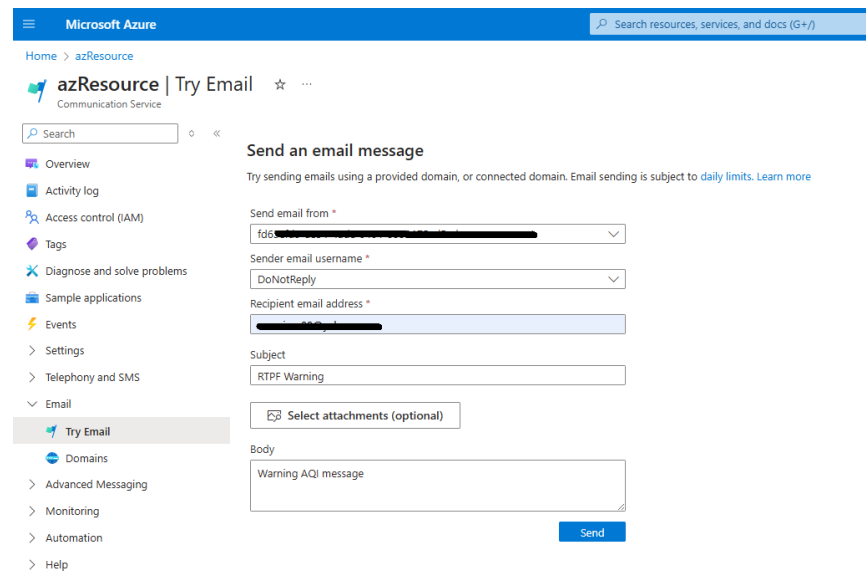 Microsoft Azure
Search resources, services, and docs (G+/)
Home > azResource
azResource | Try Email
Communication Service
Search
Overview
Activity log
Access control (IAM)
Tags
Diagnose and solve problems
Sample applications
Events
Settings
Telephony and SMS
Email
Try Email
Domains
Advanced Messaging
Monitoring
Automation
Help
Send an email message
Try sending emails using a provided domain, or connected domain. Email sending is subject to daily limits. Learn more
Send email from *
Sender email username *
DoNotReply
Recipient email address *
Subject
RTPF Warning
Select attachments (optional)
Body
Warning AQI message
Send